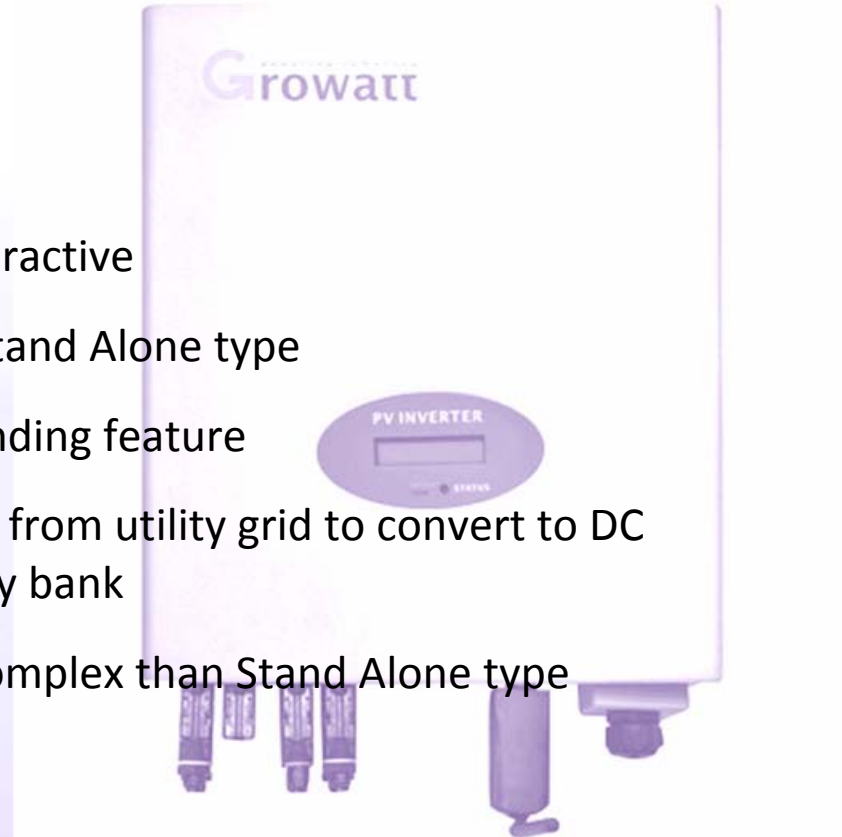 Growatt
ractive
tand Alone type
nding feature
PV INVERTER
STATUS
from utility grid to convert to DC
y bank
omplex than Stand Alone type